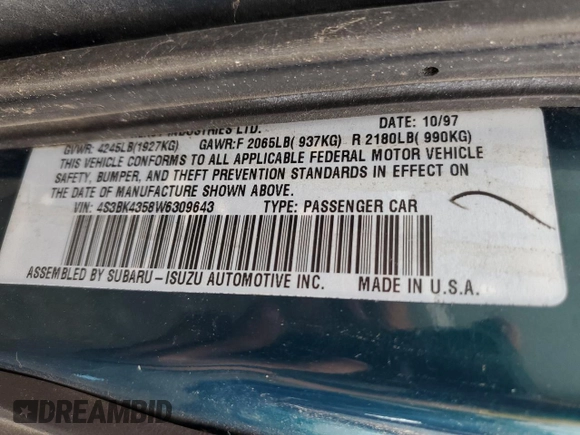 INDUSTRIES LTD. DATE: 10/97
GVWR: 4245LB(1927KG) GAWR:F 2065LB( 937KG) R 2180LB( 990KG)
THIS VEHICLE CONFORMS TO ALL APPLICABLE FEDERAL MOTOR VEHICLE
SAFETY, BUMPER, AND THEFT PREVENTION STANDARDS IN EFFECT ON
DATE OF MANUFACTURE SHOWN ABOVE.
VIN: 4S3BK4358W6309643 TYPE: PASSENGER CAR
ASSEMBLED BY SUBARU-ISUZU AUTOMOTIVE INC. MADE IN U.S.A.
DREAMBID